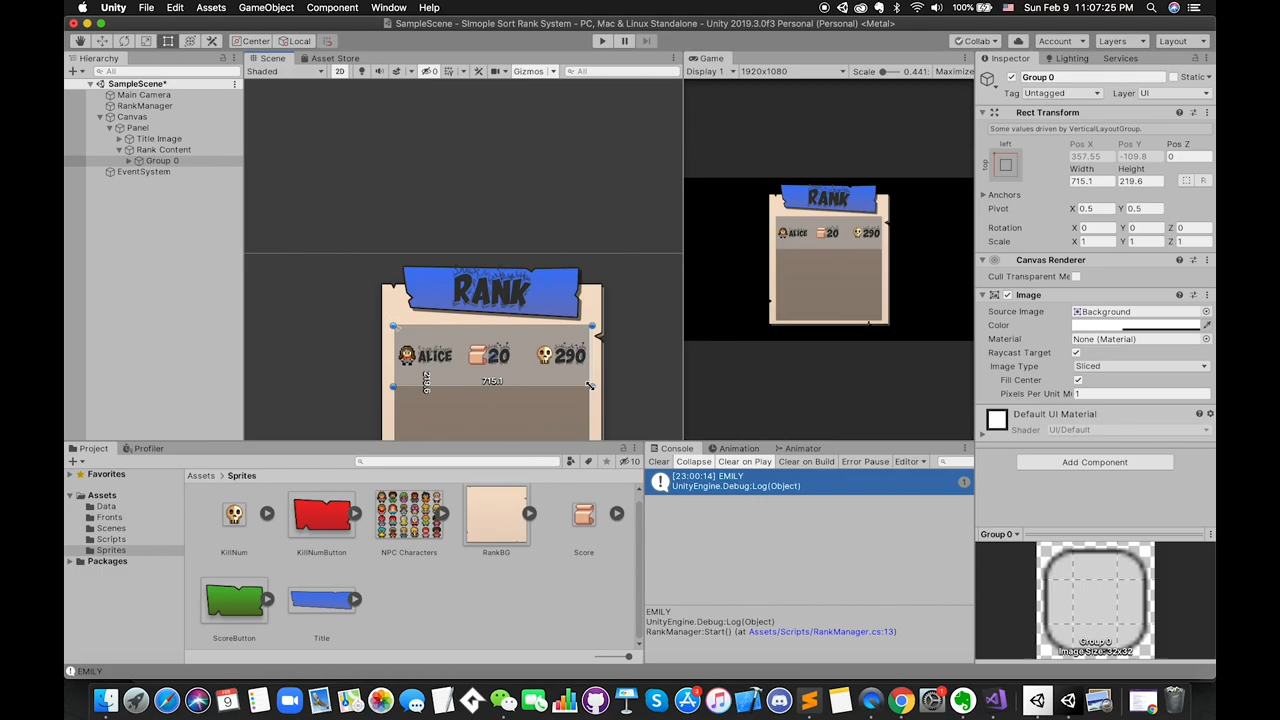 Unity File Edit Assets GameObject Component Window Help 100% Sun Feb 9 11:07:25 PM
SampleScene - SImople Sort Rank System - PC, Mac & Linux Standalone - Unity 2019.3.0f3 Personal (Personal) <Metal>
Center Local Collab Account Layers Layout
Hierarchy
All
SampleScene*
Main Camera
RankManager
Canvas
Panel
Title Image
Rank Content
Group 0
EventSystem
Scene Asset Store
Shaded 2D 0 Gizmos All
RANK
ALICE 20 290
219.6
715.1
Game
Display 1 1920x1080 Scale 0.441: Maximize
RANK
ALICE 20 290
Inspector Lighting Services
Group 0 Static
Tag Untagged Layer UI
Rect Transform
Some values driven by VerticalLayoutGroup.
left Pos X Pos Y Pos Z
top 357.55 -109.8 0
Width Height
715.1 219.6 R
Anchors
Pivot X 0.5 Y 0.5
Rotation X 0 Y 0 Z 0
Scale X 1 Y 1 Z 1
Canvas Renderer
Cull Transparent Me
Image
Source Image Background
Color
Material None (Material)
Raycast Target
Image Type Sliced
Fill Center
Pixels Per Unit M 1
Default UI Material
Shader UI/Default
Add Component
Group 0
Group 0
Image Size: 32x32
Project Profiler
10
Favorites
Assets
Data
Fronts
Scenes
Scripts
Sprites
Packages
Assets Sprites
KillNum KillNumButton NPC Characters RankBG Score
ScoreButton Title
Console Animation Animator
Clear Collapse Clear on Play Clear on Build Error Pause Editor
[23:00:14] EMILY
UnityEngine.Debug:Log(Object)
1
EMILY
UnityEngine.Debug:Log(Object)
RankManager:Start() (at Assets/Scripts/RankManager.cs:13)
EMILY